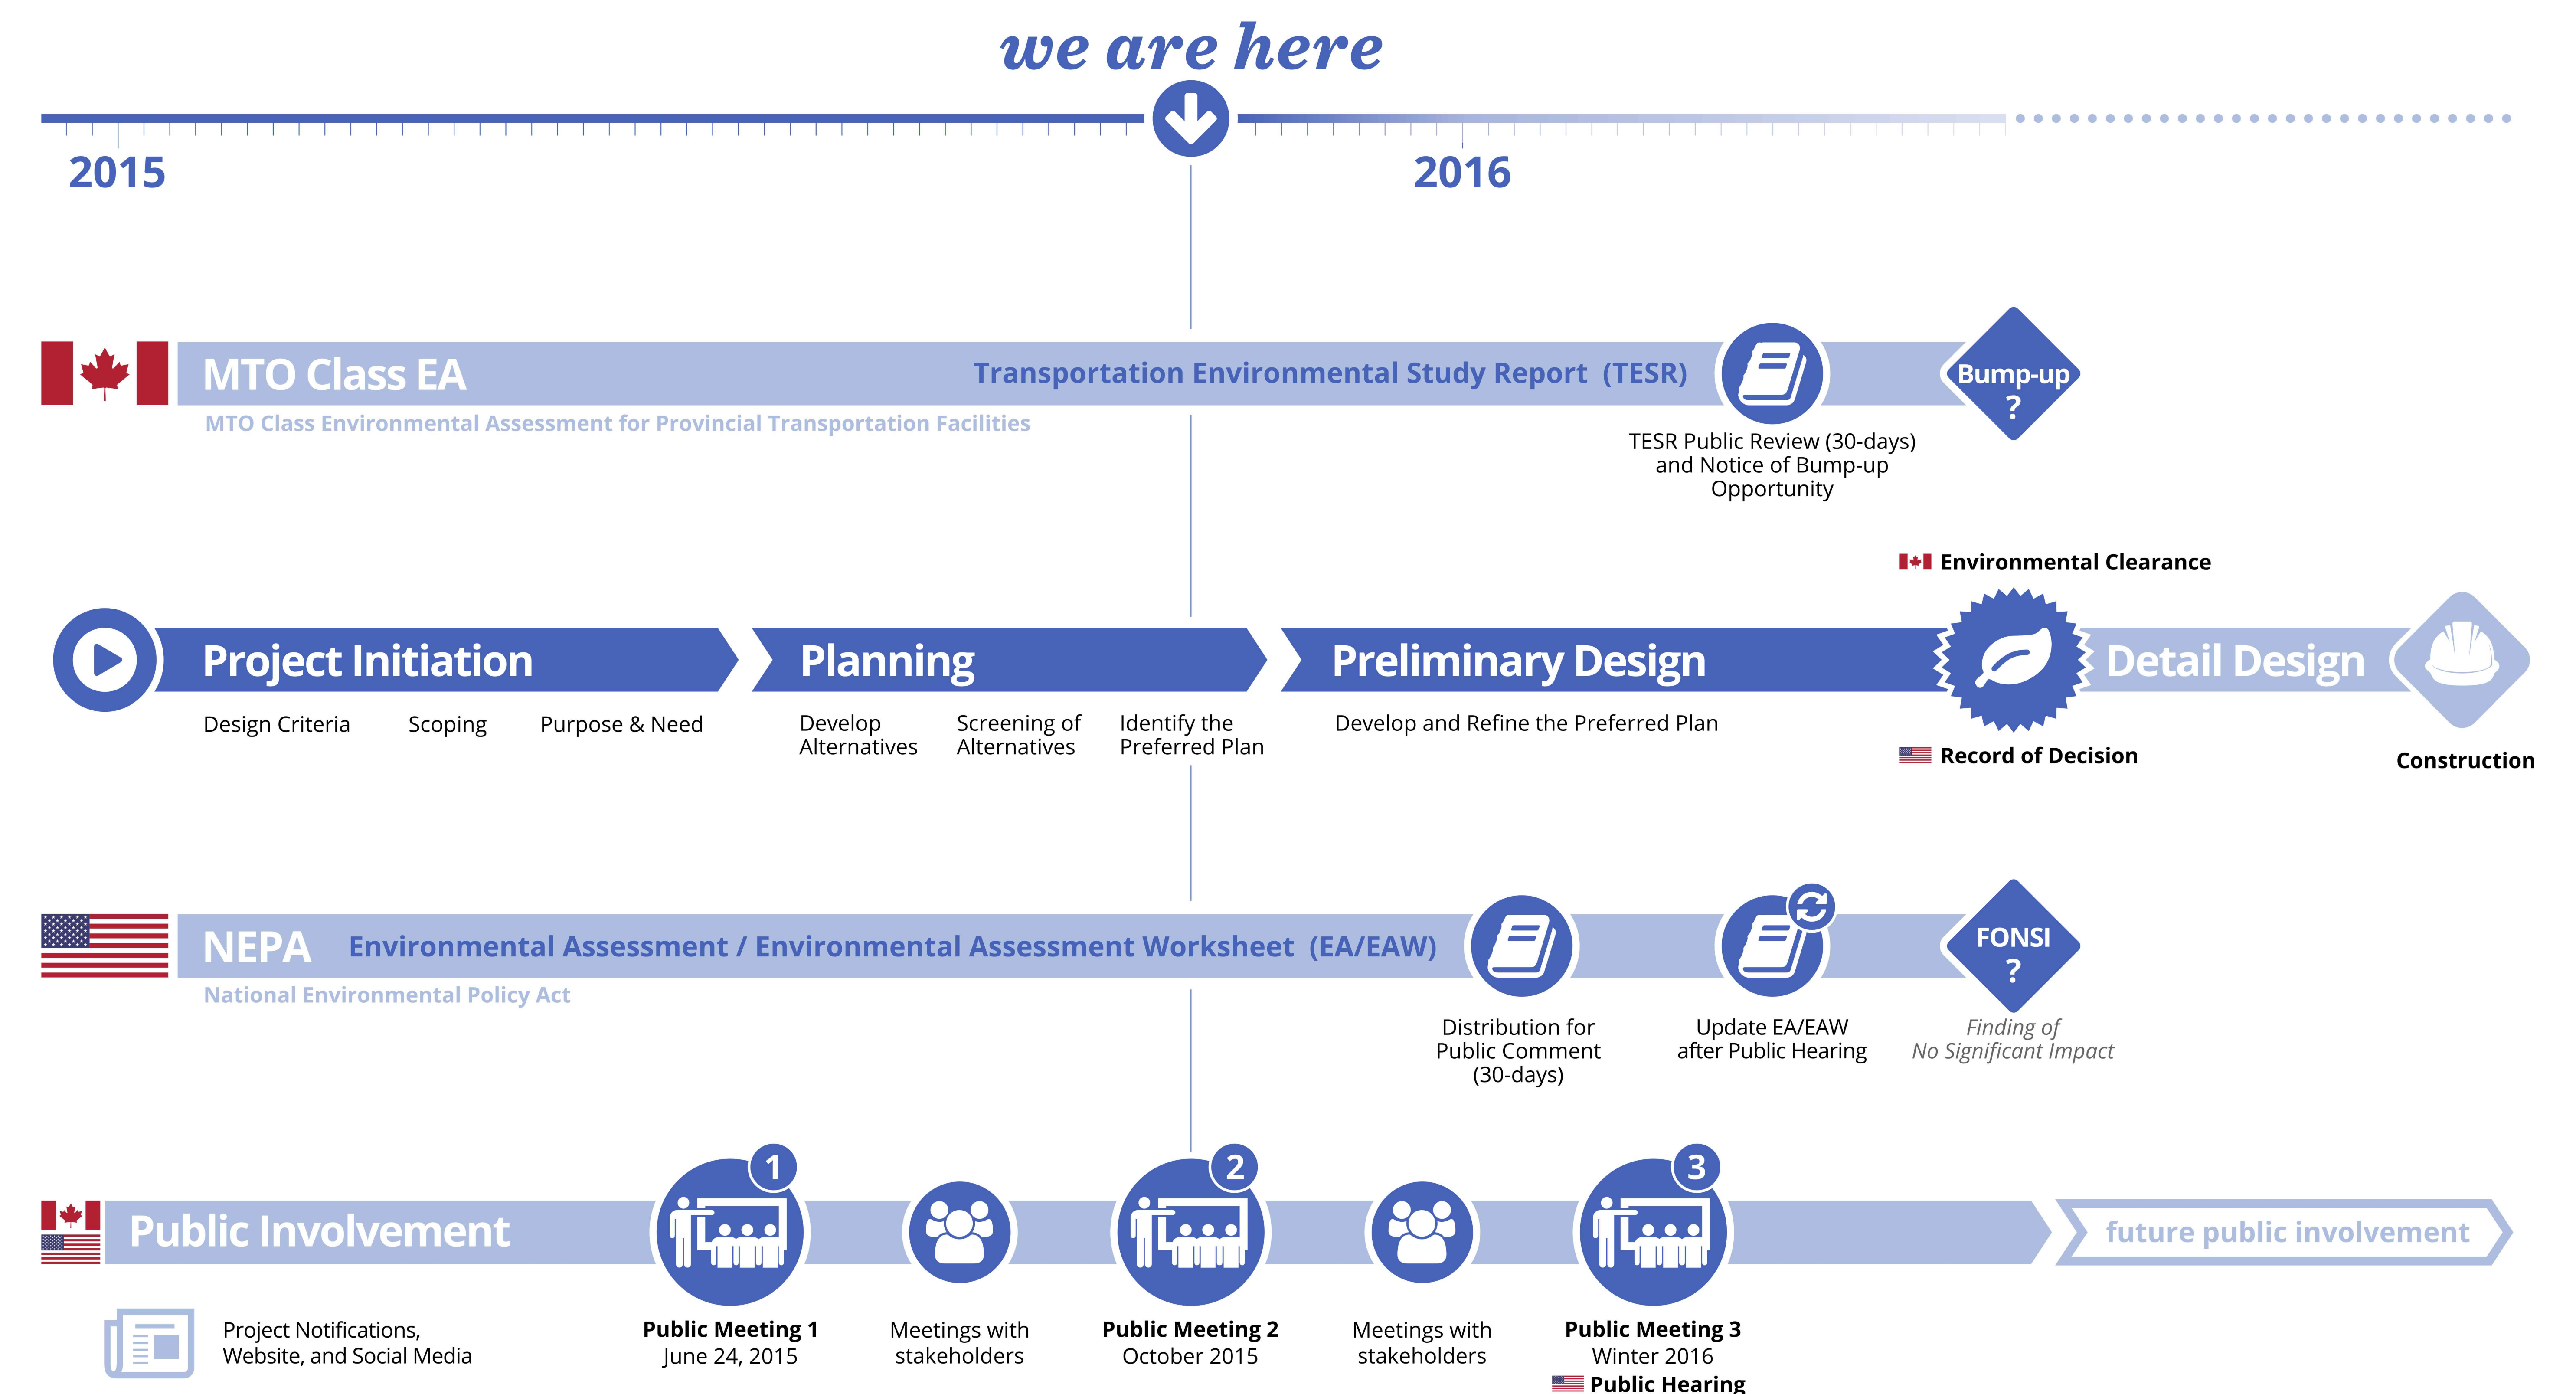 we are here
2015
2016
MTO Class EA
Transportation Environmental Study Report (TESR)
MTO Class Environmental Assessment for Provincial Transportation Facilities
Bump-up
?
TESR Public Review (30-days)
and Notice of Bump-up
Opportunity
Environmental Clearance
Project Initiation
Planning
Preliminary Design
Detail Design
Design Criteria
Scoping
Purpose & Need
Develop
Alternatives
Screening of
Alternatives
Identify the
Preferred Plan
Develop and Refine the Preferred Plan
Record of Decision
Construction
NEPA
Environmental Assessment / Environmental Assessment Worksheet (EA/EAW)
National Environmental Policy Act
FONSI
?
Distribution for
Public Comment
(30-days)
Update EA/EAW
after Public Hearing
Finding of
No Significant Impact
Public Involvement
1
2
3
future public involvement
Project Notifications,
Website, and Social Media
Public Meeting 1
June 24, 2015
Meetings with
stakeholders
Public Meeting 2
October 2015
Meetings with
stakeholders
Public Meeting 3
Winter 2016
Public Hearing